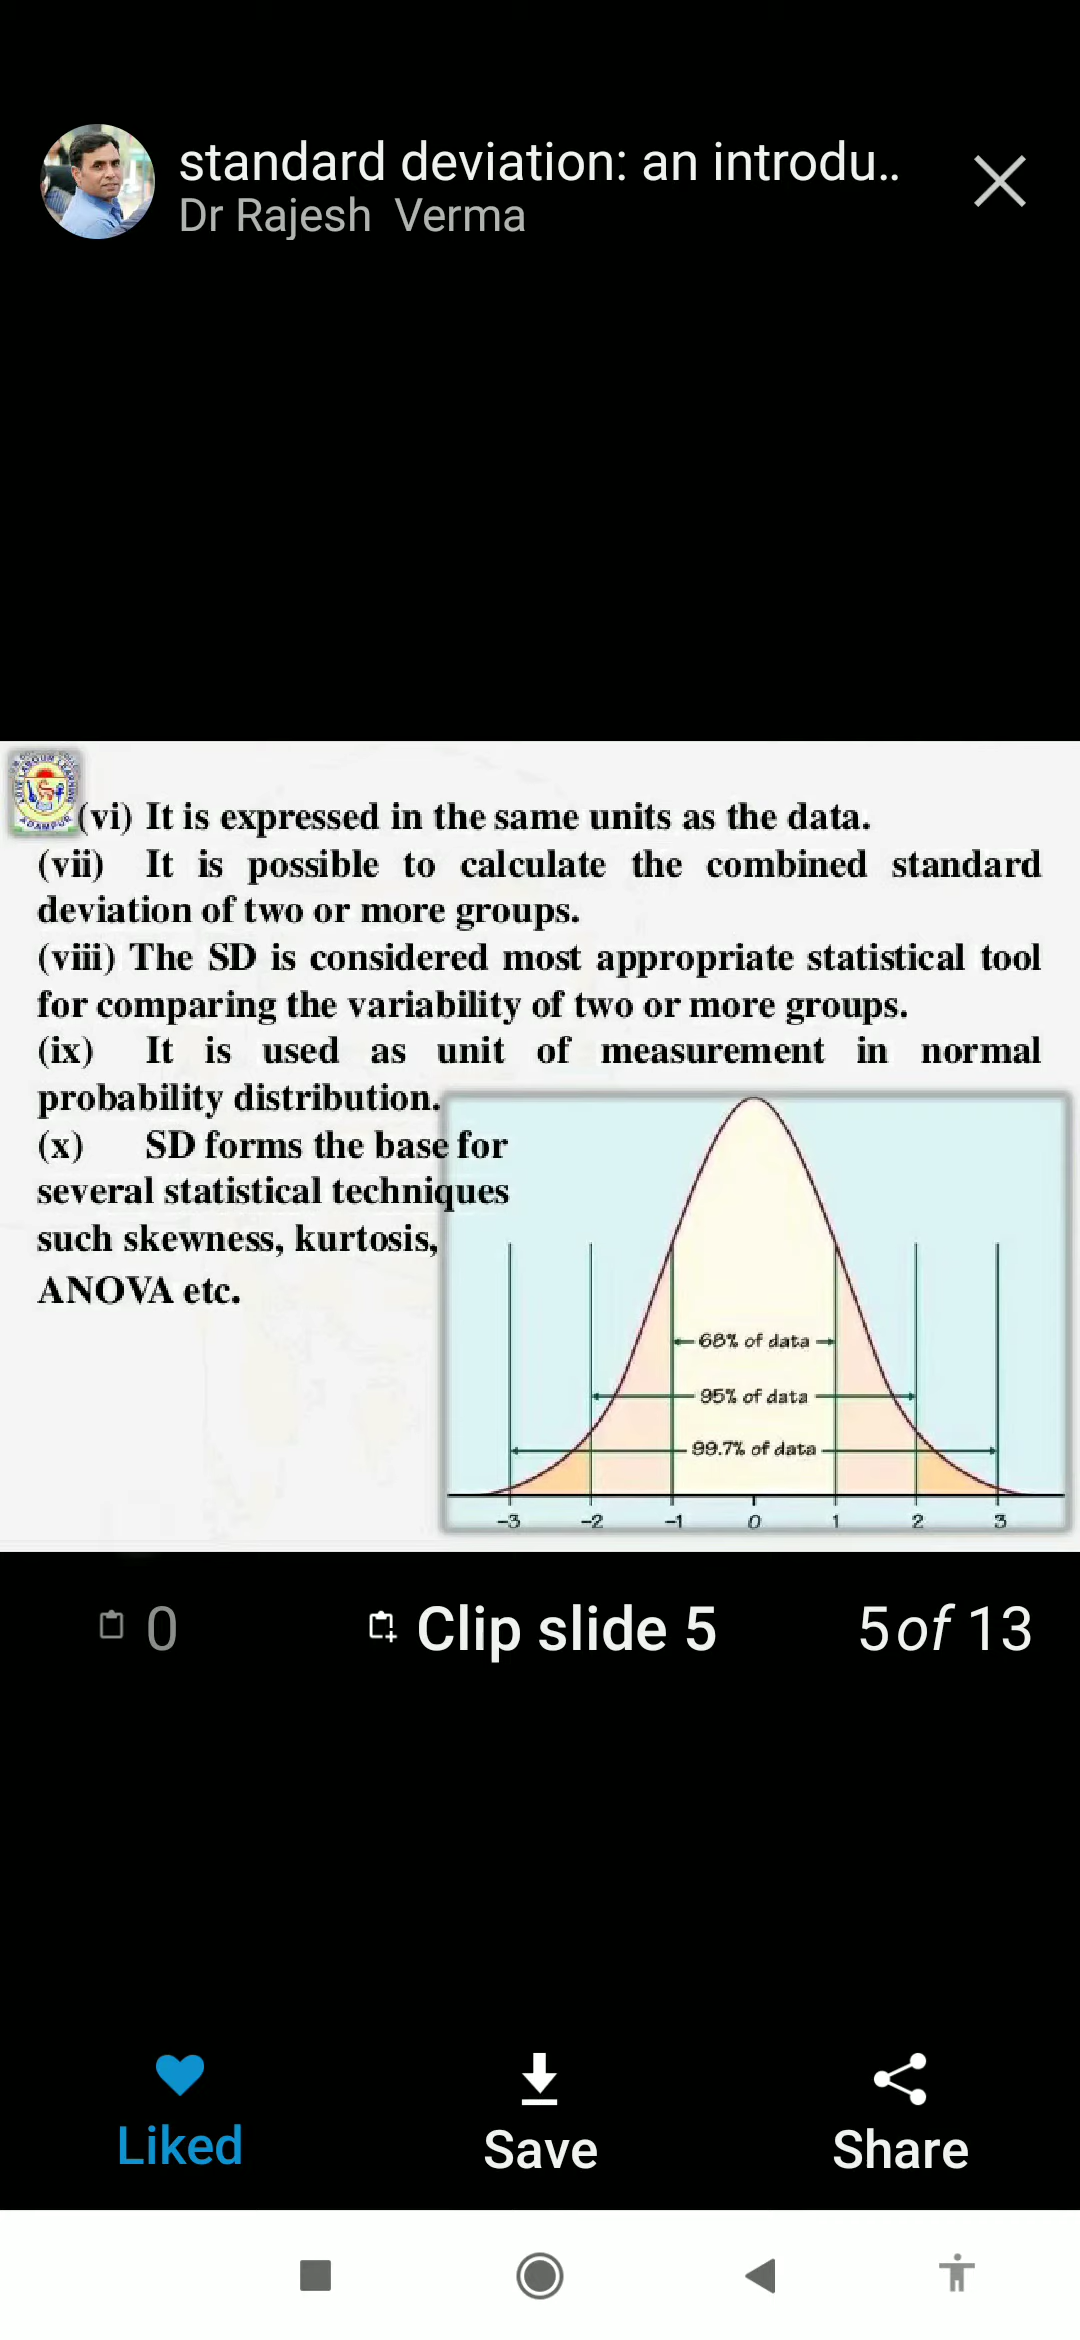 standard deviation: an introdu..
Dr Rajesh Verma
(vi) It is expressed in the same units as the data.
(vii) It is possible to calculate the combined standard
deviation of two or more groups.
(viii) The SD is considered most appropriate statistical tool
for comparing the variability of two or more groups.
(ix) It is used as unit of measurement in normal
probability distribution.
(x) SD forms the base for
several statistical techniques
such skewness, kurtosis,
ANOVA etc.
68% of data
95% of data
99.7% of data
-3 -2 -1 0 1 2 3
0 Clip slide 5 5 of 13
Liked Save Share